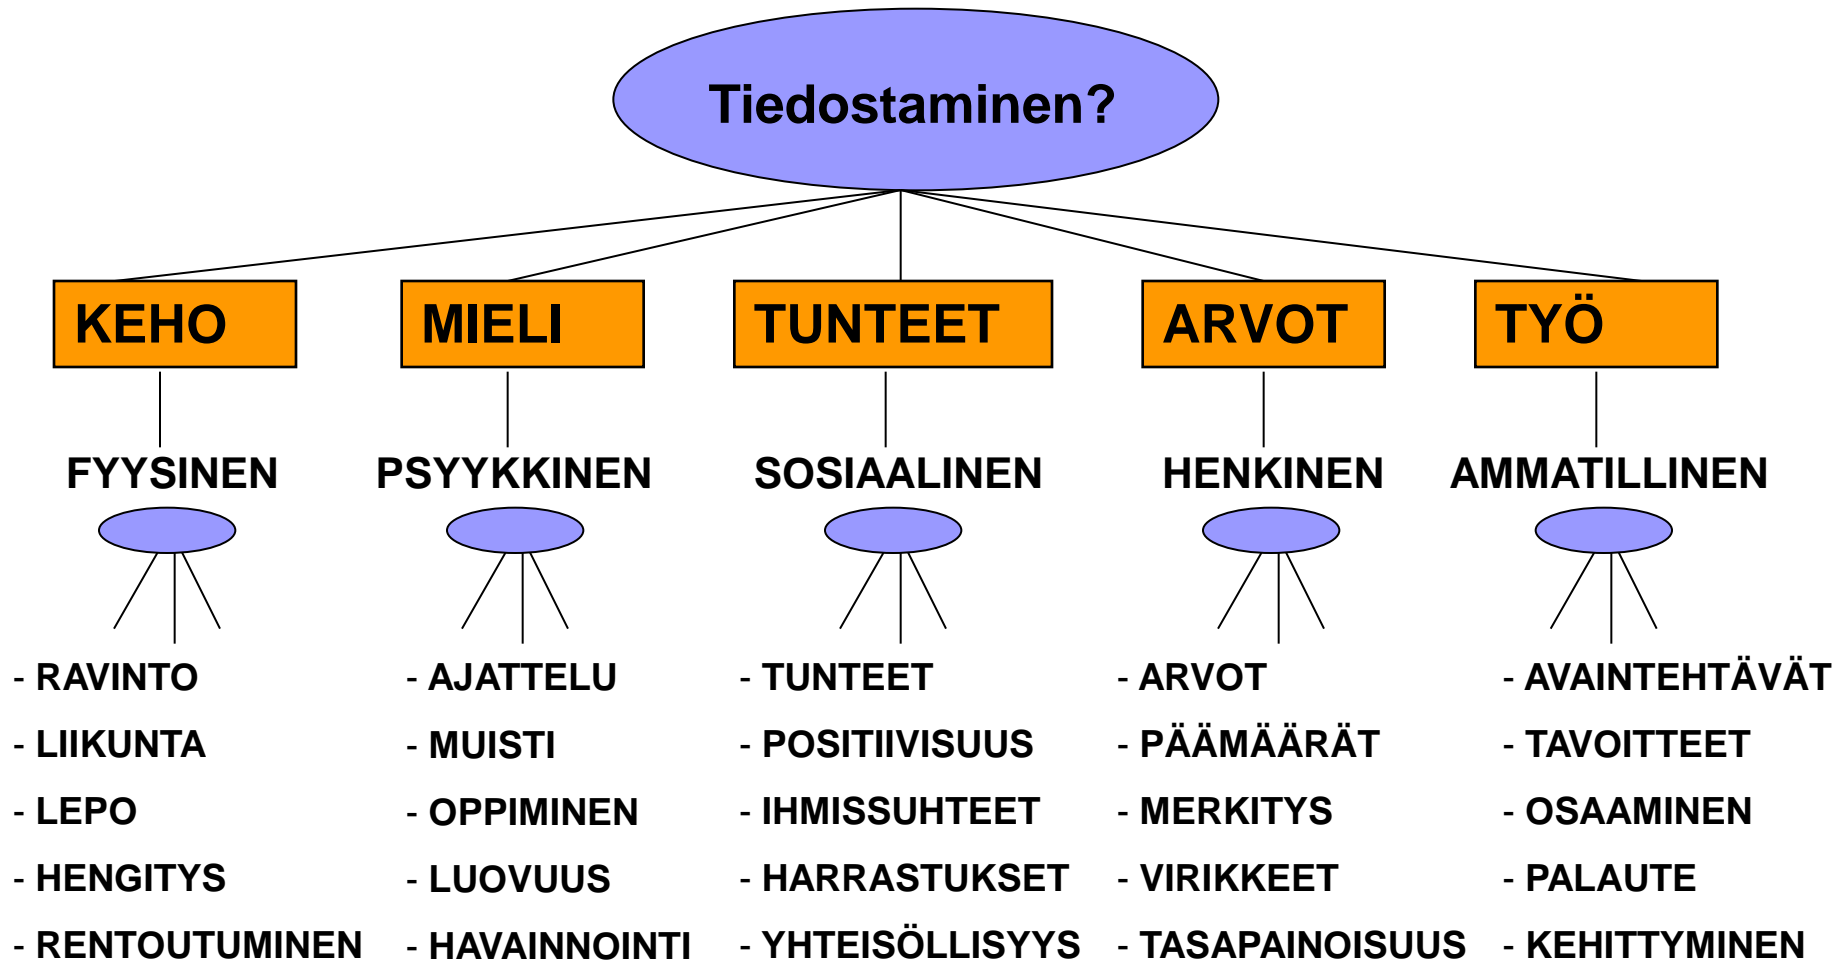 Tiedostaminen?
KEHO
MIELI
TUNTEET
ARVOT
TYÖ
FYYSINEN
PSYYKKINEN
SOSIAALINEN
HENKINEN
AMMATILLINEN
- RAVINTO
- LIIKUNTA
- LEPO
- HENGITYS
- RENTOUTUMINEN
- AJATTELU
- MUISTI
- OPPIMINEN
- LUOVUUS
- HAVAINNOINTI
- TUNTEET
- POSITIIVISUUS
- IHMISSUHTEET
- HARRASTUKSET
- YHTEISÖLLISYYS
- ARVOT
- PÄÄMÄÄRÄT
- MERKITYS
- VIRIKKEET
- TASAPAINOISUUS
- AVAINTEHTÄVÄT
- TAVOITTEET
- OSAAMINEN
- PALAUTE
- KEHITTYMINEN